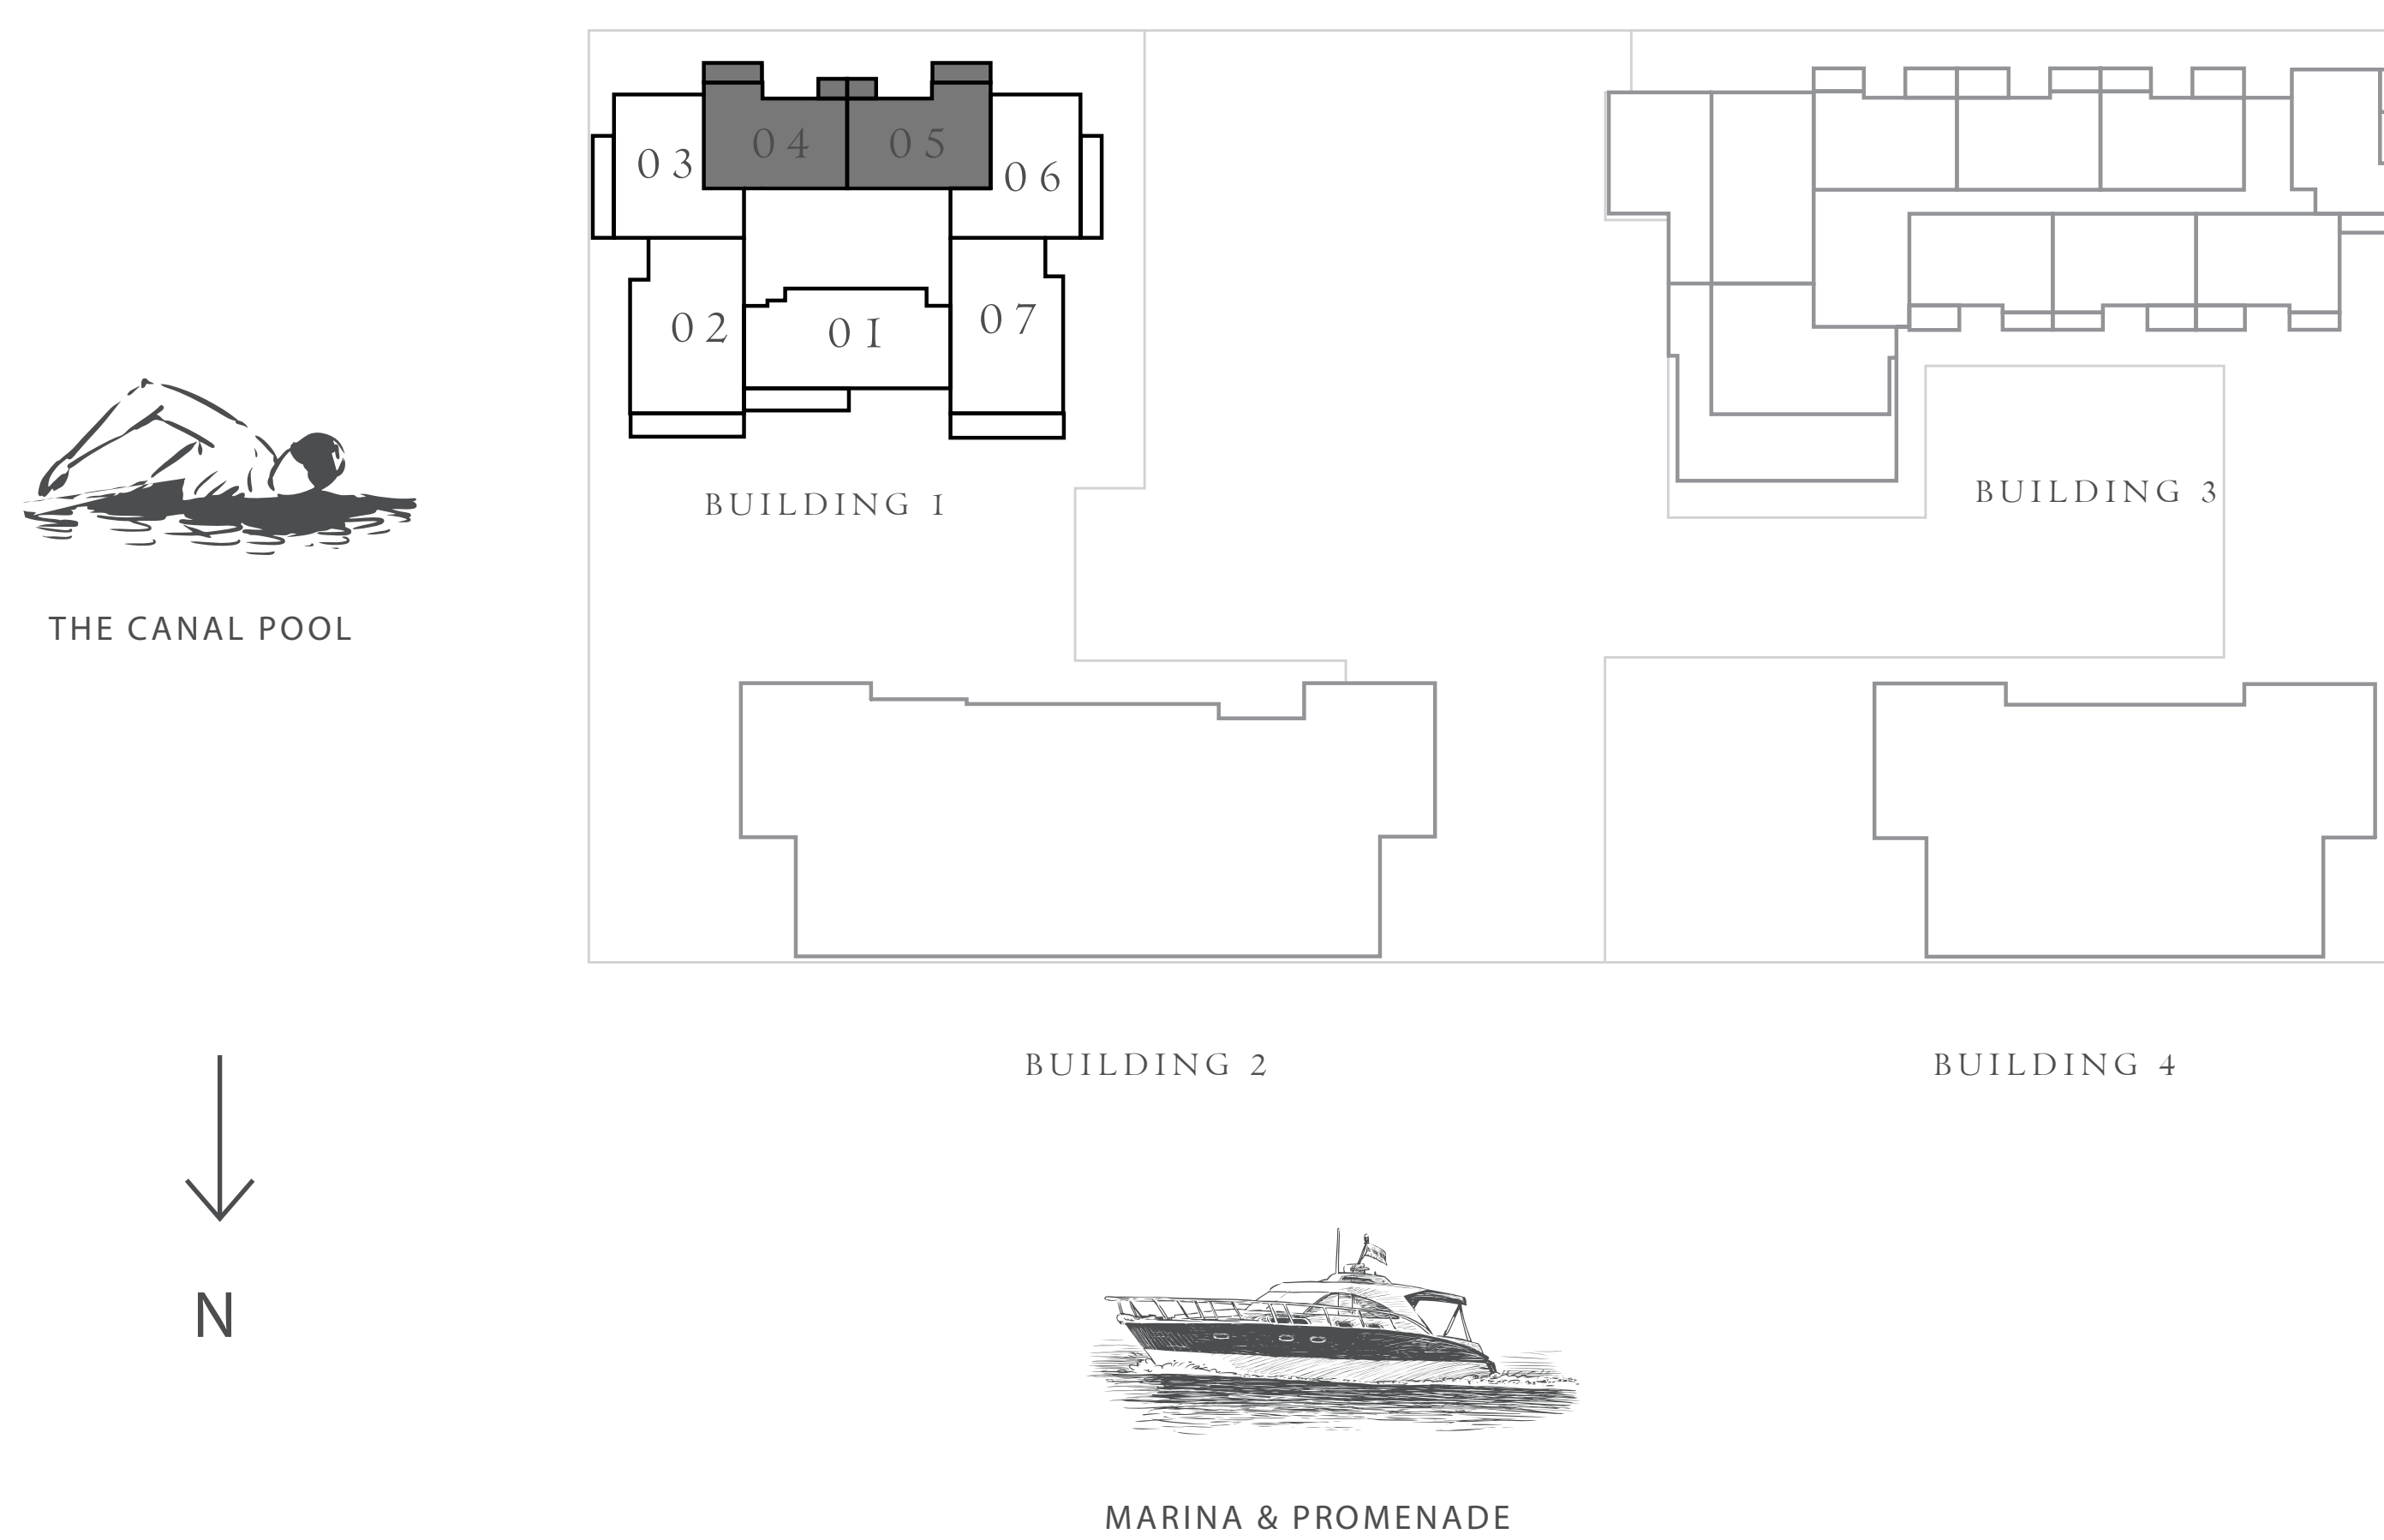 04 05
03 06
02 01 07
BUILDING 1
BUILDING 3
THE CANAL POOL
BUILDING 2
BUILDING 4
N
MARINA & PROMENADE